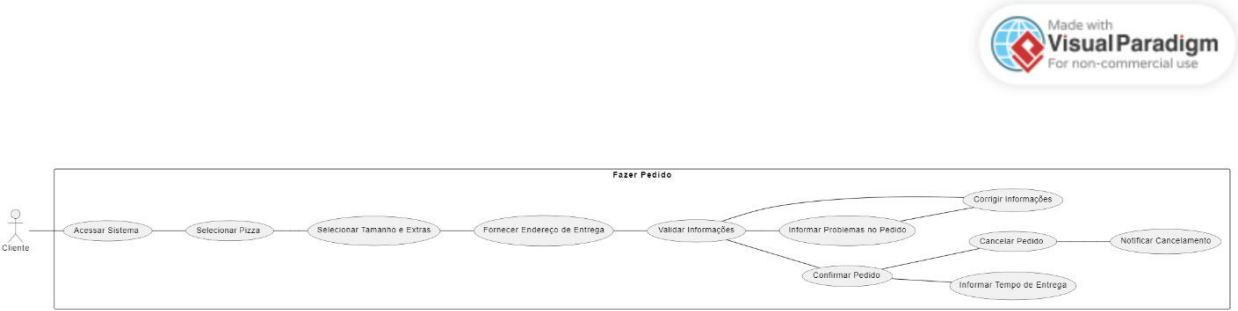 Made with
Visual Paradigm
For non-commercial use
Fazer Pedido
Cliente
Acessar Sistema
Selecionar Pizza
Selecionar Tamanho e Extras
Fornecer Endereço de Entrega
Validar Informações
Informar Problemas no Pedido
Corrigir Informações
Cancelar Pedido
Notificar Cancelamento
Confirmar Pedido
Informar Tempo de Entrega